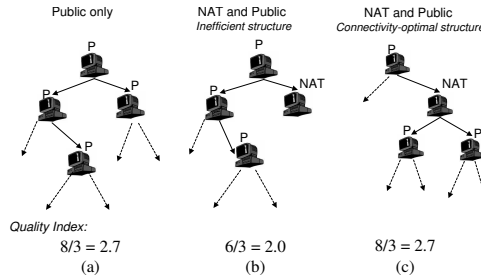 Public only
NAT and Public
Inefficient structure
NAT and Public
Connectivity-optimal structure
P
P
P
P
P
P
NAT
P
P
NAT
P
P
Quality Index:
8/3 = 2.7
6/3 = 2.0
8/3 = 2.7
(a)
(b)
(c)